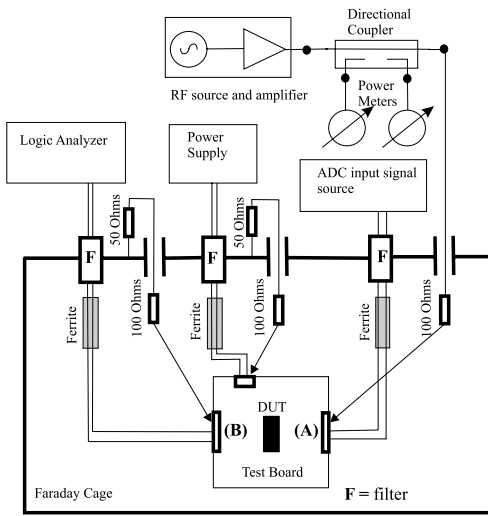 Directional
Coupler
RF source and amplifier
Power
Meters
Logic Analyzer
Power
Supply
ADC input signal
source
50 Ohms
50 Ohms
F
F
F
Ferrite
100 Ohms
Ferrite
100 Ohms
Ferrite
100 Ohms
DUT
(B)
(A)
Test Board
Faraday Cage
F = filter